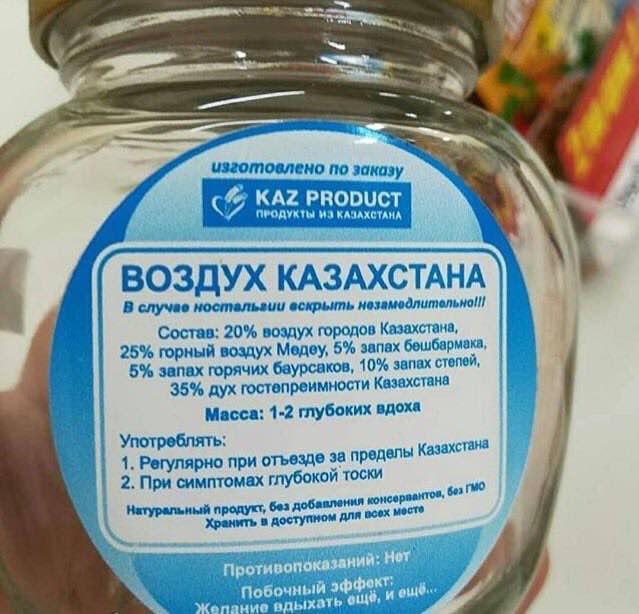 изготовлено по заказу
KAZ PRODUCT
ПРОДУКТЫ ИЗ КАЗАХСТАНА
ВОЗДУХ КАЗАХСТАНА
В случае ностальгии вскрыть незамедлительно!!!
Состав: 20% воздух городов Казахстана,
25% горный воздух Медеу, 5% запах бешбармака,
5% запах горячих баурсаков, 10% запах степей,
35% дух гостепреимности Казахстана
Масса: 1-2 глубоких вдоха
Употреблять:
1. Регулярно при отъезде за пределы Казахстана
2. При симптомах глубокой тоски
Натуральный продукт, без добавления консервантов, без ГМО
Хранить в доступном для всех месте
Противопоказаний: Нет
Побочный эффект:
Желание вдыхать ещё, и ещё...